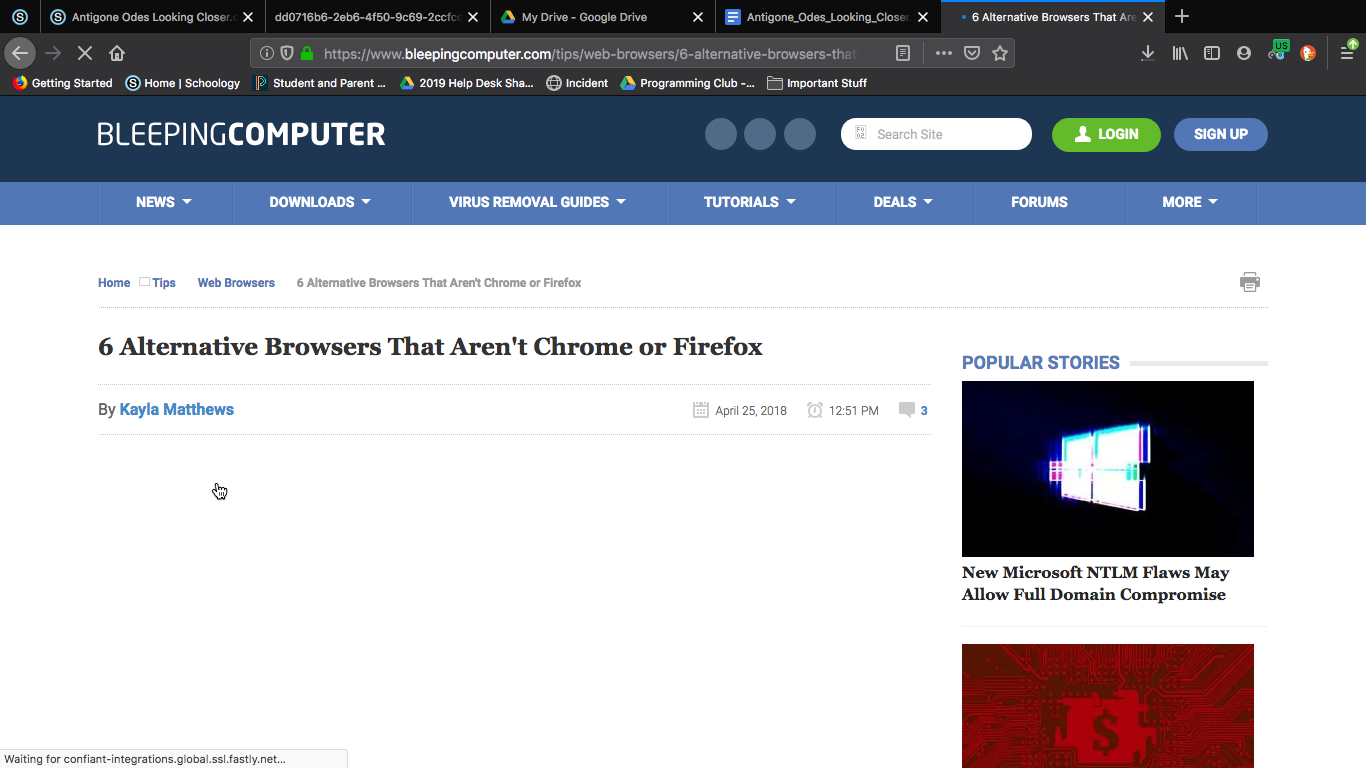 Antigone Odes Looking Closer.
dd0716b6-2eb6-4f50-9c69-2ccfc
My Drive - Google Drive
Antigone_Odes_Looking_Closer
6 Alternative Browsers That Are
https://www.bleepingcomputer.com/tips/web-browsers/6-alternative-browsers-that
US
Getting Started
Home | Schoology
Student and Parent ...
2019 Help Desk Sha...
Incident
Programming Club -...
Important Stuff
BLEEPINGCOMPUTER
Search Site
LOGIN
SIGN UP
NEWS
DOWNLOADS
VIRUS REMOVAL GUIDES
TUTORIALS
DEALS
FORUMS
MORE
Home
Tips
Web Browsers
6 Alternative Browsers That Aren't Chrome or Firefox
6 Alternative Browsers That Aren't Chrome or Firefox
By Kayla Matthews
April 25, 2018
12:51 PM
3
POPULAR STORIES
New Microsoft NTLM Flaws May
Allow Full Domain Compromise
$
Waiting for confiant-integrations.global.ssl.fastly.net...